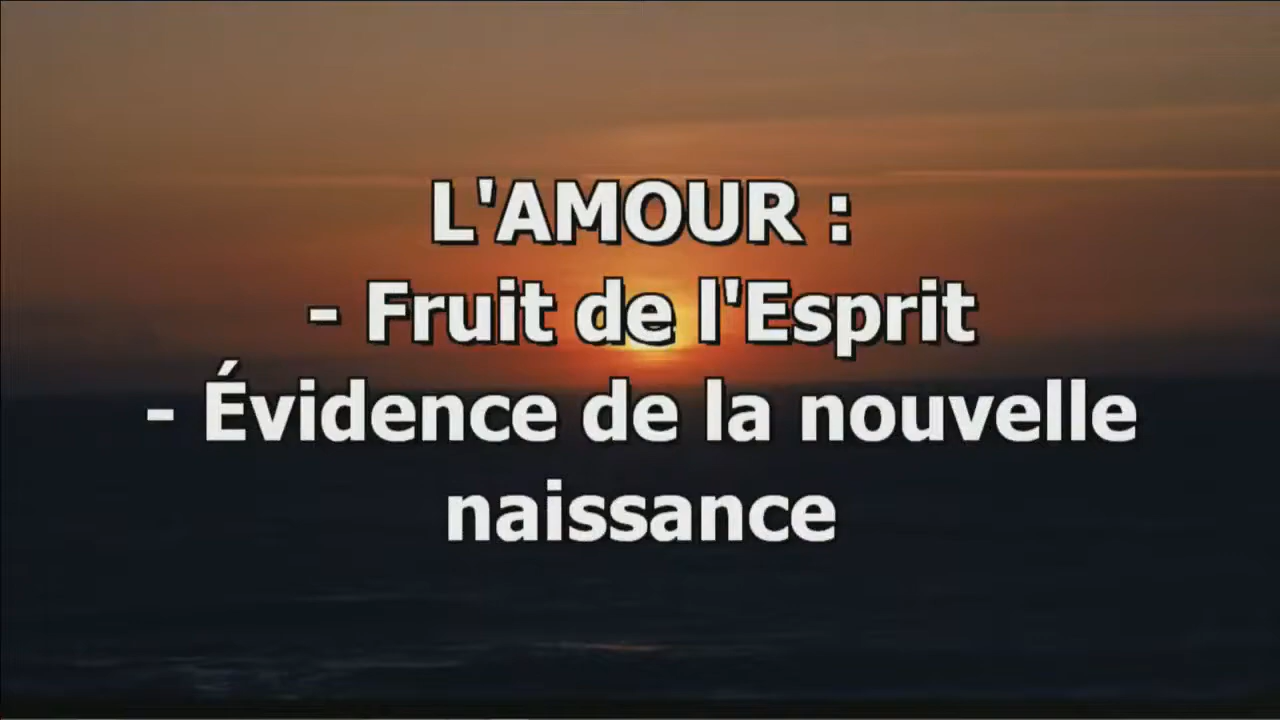 L'AMOUR :
- Fruit de l'Esprit
- Évidence de la nouvelle
naissance